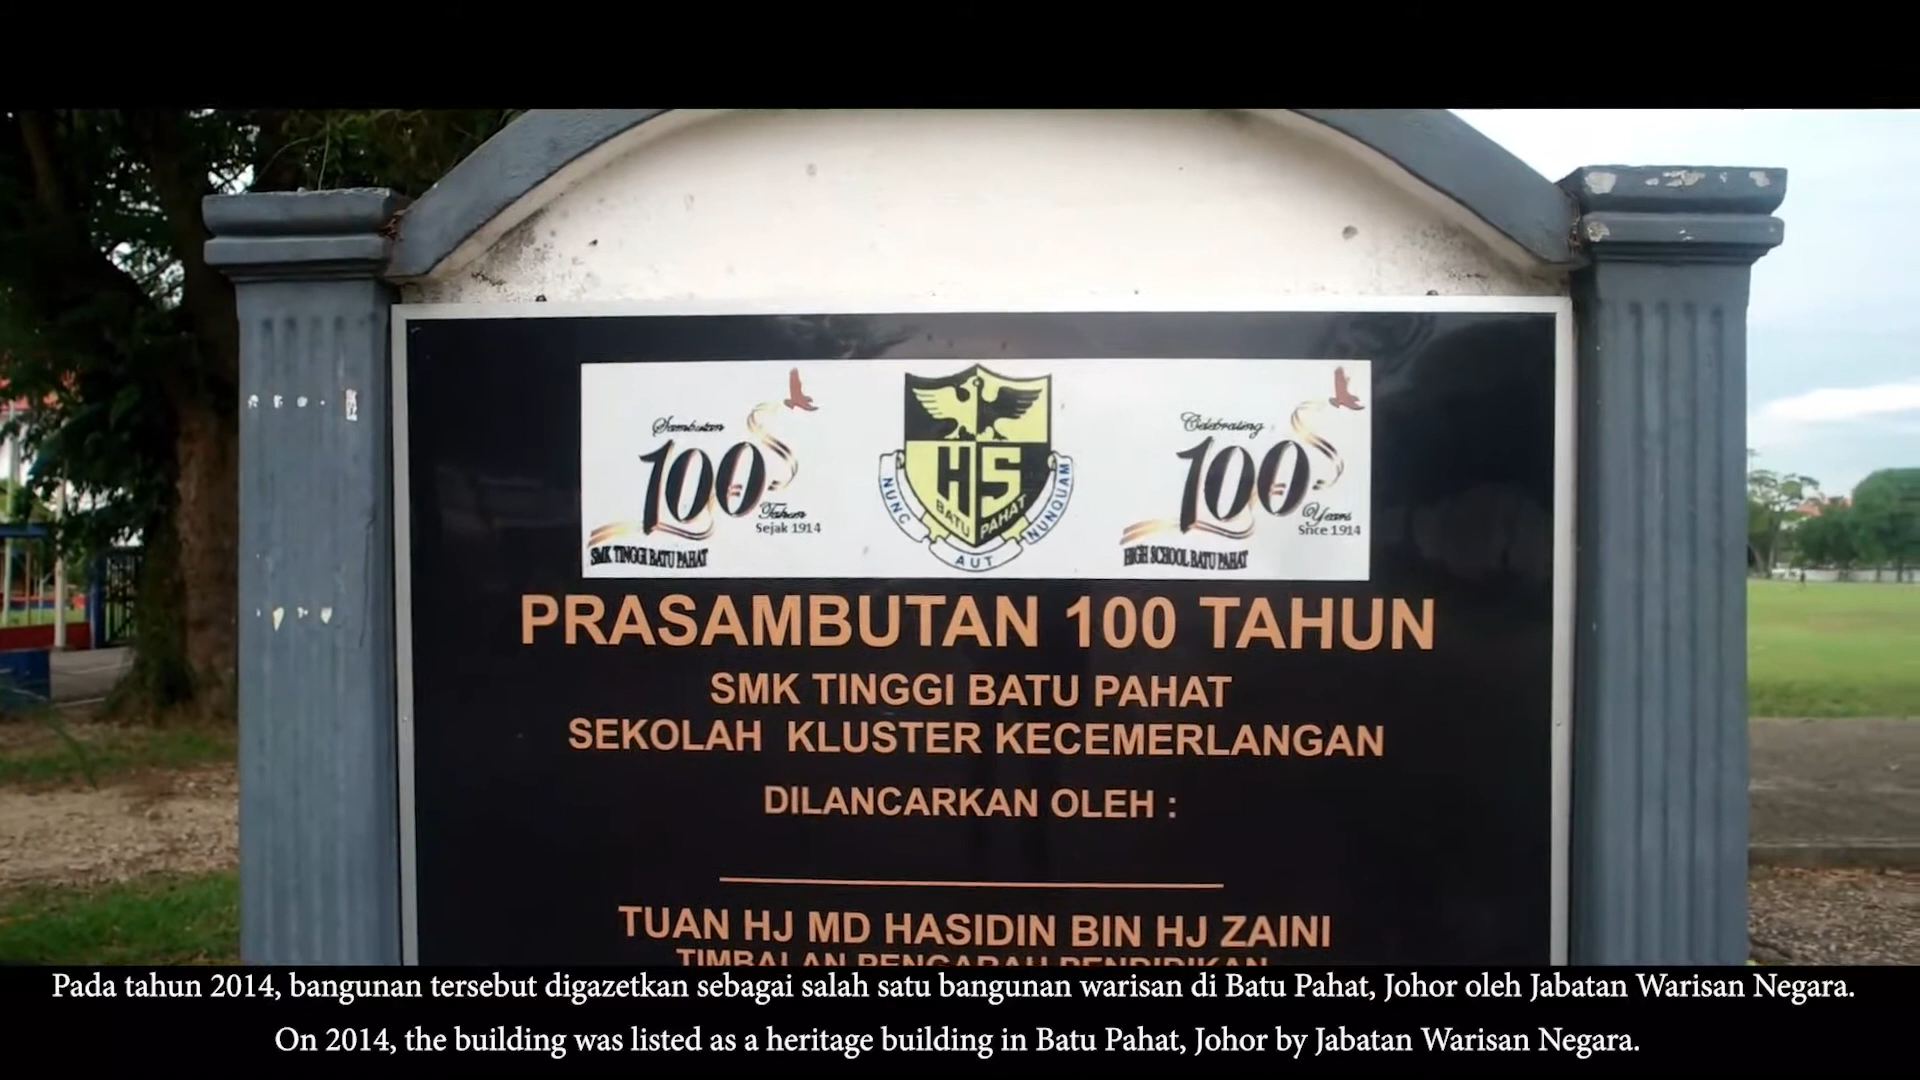 Sambutan
100
Tahun
Sejak 1914
SMK TINGGI BATU PAHAT
HS
BATU PAHAT
NUNC AUT NUNQUAM
Celebrating
100
Years
Snce 1914
HIGH SCHOOL BATU PAHAT
PRASAMBUTAN 100 TAHUN
SMK TINGGI BATU PAHAT
SEKOLAH KLUSTER KECEMERLANGAN
DILANCARKAN OLEH :
TUAN HJ MD HASIDIN BIN HJ ZAINI
TIMBALAN PENGARAH PENDIDIKAN
Pada tahun 2014, bangunan tersebut digazetkan sebagai salah satu bangunan warisan di Batu Pahat, Johor oleh Jabatan Warisan Negara.
On 2014, the building was listed as a heritage building in Batu Pahat, Johor by Jabatan Warisan Negara.